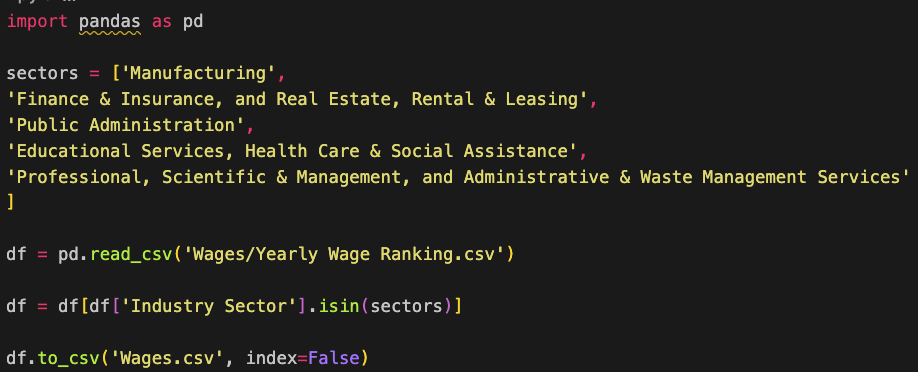 import pandas as pd
sectors = ['Manufacturing',
'Finance & Insurance, and Real Estate, Rental & Leasing',
'Public Administration',
'Educational Services, Health Care & Social Assistance',
'Professional, Scientific & Management, and Administrative & Waste Management Services'
]
df = pd.read_csv('Wages/Yearly Wage Ranking.csv')
df = df[df['Industry Sector'].isin(sectors)]
df.to_csv('Wages.csv', index=False)